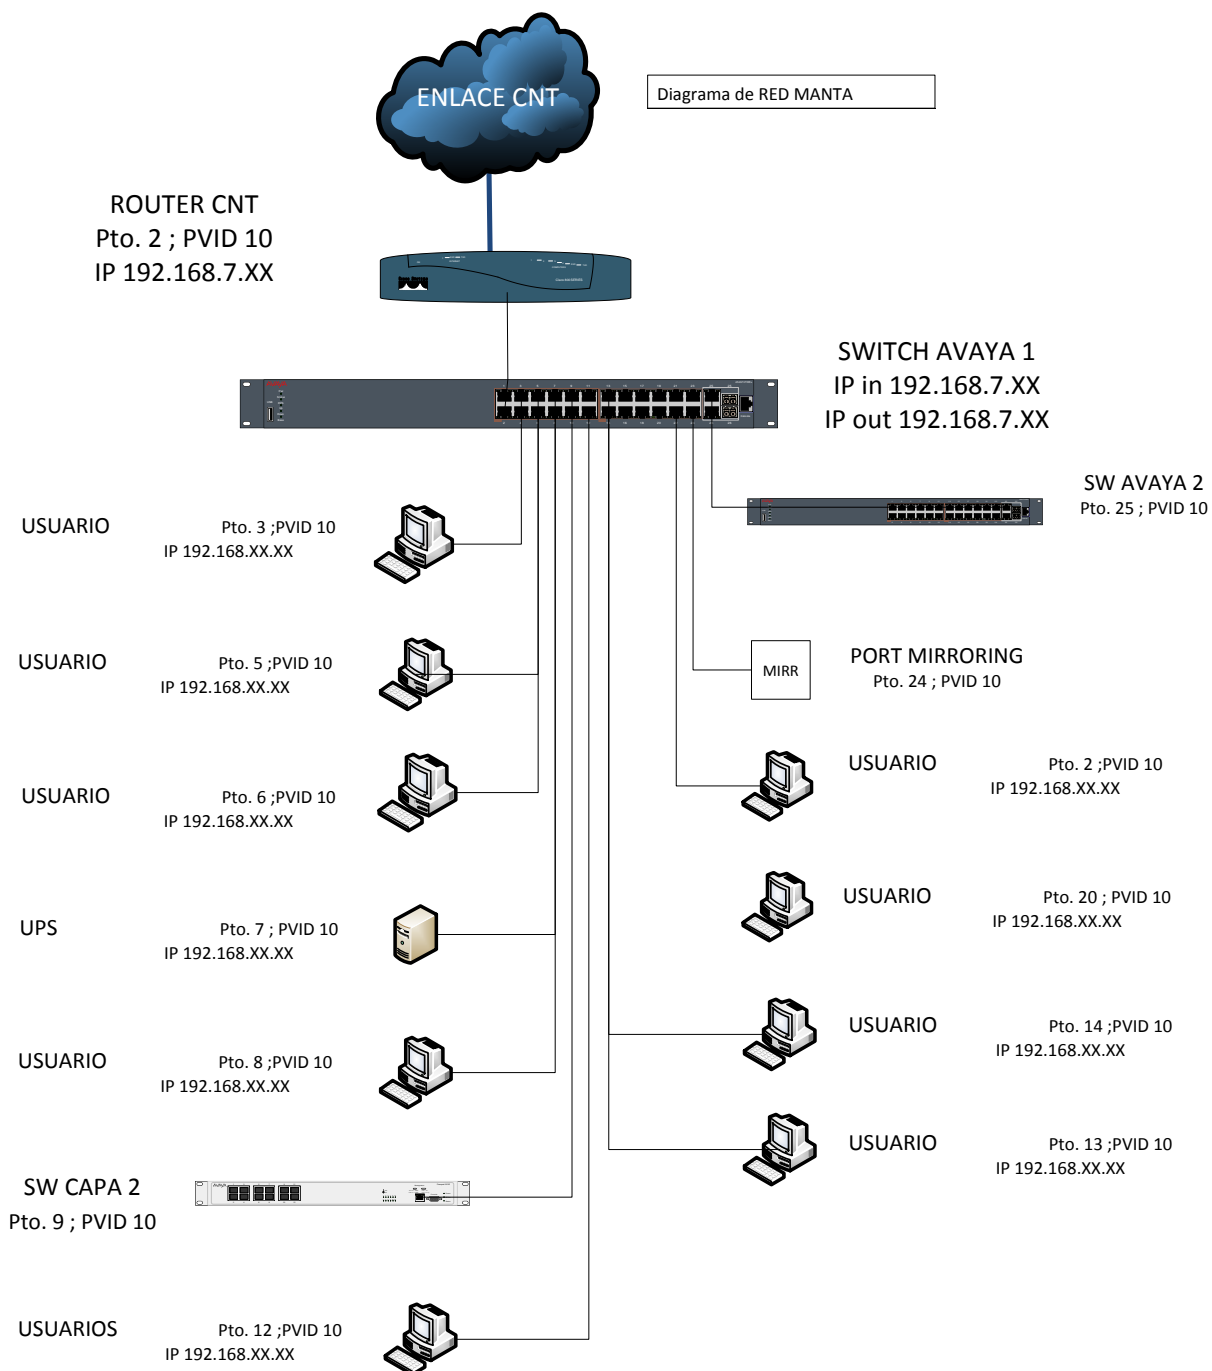 ENLACE CNT
Diagrama de RED MANTA
ROUTER CNT
Pto. 2 ; PVID 10
IP 192.168.7.XX
SWITCH AVAYA 1
IP in 192.168.7.XX
IP out 192.168.7.XX
SW AVAYA 2
Pto. 25 ; PVID 10
USUARIO
Pto. 3 ;PVID 10
IP 192.168.XX.XX
USUARIO
Pto. 5 ;PVID 10
IP 192.168.XX.XX
MIRR
PORT MIRRORING
Pto. 24 ; PVID 10
USUARIO
Pto. 2 ;PVID 10
IP 192.168.XX.XX
USUARIO
Pto. 6 ;PVID 10
IP 192.168.XX.XX
USUARIO
Pto. 20 ; PVID 10
IP 192.168.XX.XX
UPS
Pto. 7 ; PVID 10
IP 192.168.XX.XX
USUARIO
Pto. 14 ;PVID 10
IP 192.168.XX.XX
USUARIO
Pto. 8 ;PVID 10
IP 192.168.XX.XX
USUARIO
Pto. 13 ;PVID 10
IP 192.168.XX.XX
SW CAPA 2
Pto. 9 ; PVID 10
USUARIOS
Pto. 12 ;PVID 10
IP 192.168.XX.XX